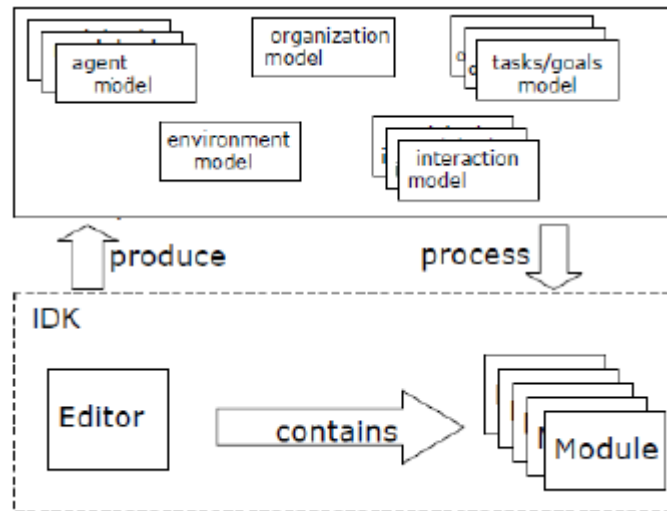 agent
model
organization
model
tasks/goals
model
environment
model
interaction
model
produce
process
IDK
Editor
contains
Module